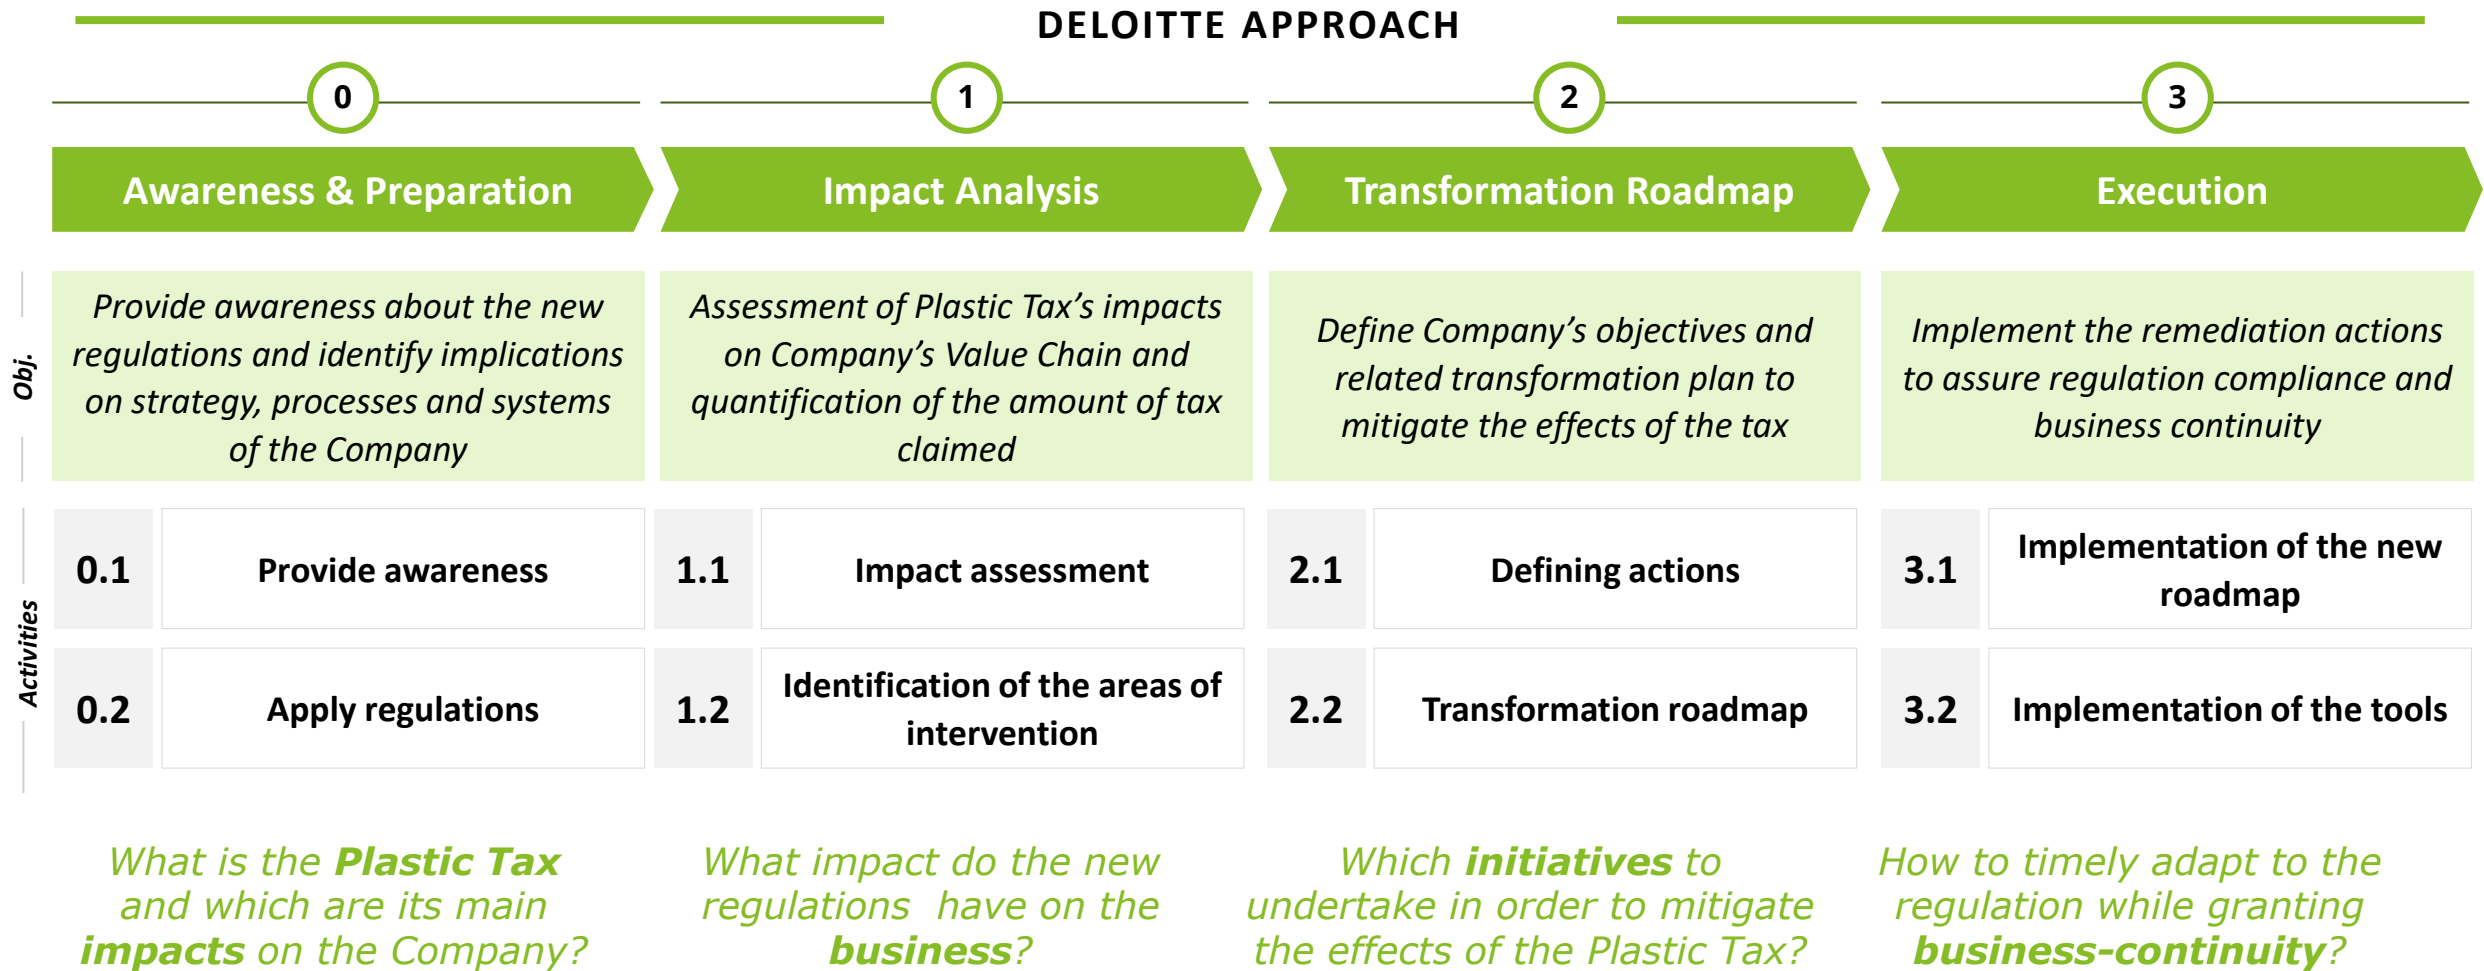 DELOITTE APPROACH
0
1
2
3
Awareness & Preparation
Impact Analysis
Transformation Roadmap
Execution
Obj.
Provide awareness about the new
regulations and identify implications
on strategy, processes and systems
of the Company
Assessment of Plastic Tax’s impacts
on Company’s Value Chain and
quantification of the amount of tax
claimed
Define Company’s objectives and
related transformation plan to
mitigate the effects of the tax
Implement the remediation actions
to assure regulation compliance and
business continuity
Activities
0.1
Provide awareness
1.1
Impact assessment
2.1
Defining actions
3.1
Implementation of the new
roadmap
0.2
Apply regulations
1.2
Identification of the areas of
intervention
2.2
Transformation roadmap
3.2
Implementation of the tools
What is the Plastic Tax
and which are its main
impacts on the Company?
What impact do the new
regulations  have on the
business?
Which initiatives to
undertake in order to mitigate
the effects of the Plastic Tax?
How to timely adapt to the
regulation while granting
business-continuity?